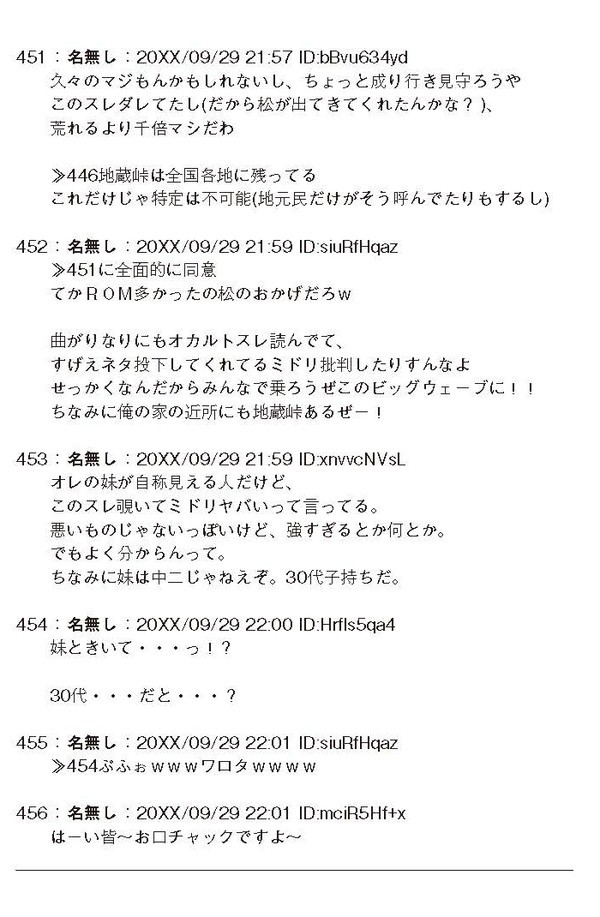 451：名無し：20XX/09/29 21:57 ID:bBvu634yd
久々のマジもんかもしれないし、ちょっと成り行き見守ろうや
このスレダレてたし(だから松が出てきてくれたんかな？)、
荒れるより千倍マシだわ
≫446地蔵峠は全国各地に残ってる
これだけじゃ特定は不可能(地元民だけがそう呼んでたりもするし)
452：名無し：20XX/09/29 21:59 ID:siuRfHqaz
≫451に全面的に同意
てかＲＯＭ多かったの松のおかげだろｗ
曲がりなりにもオカルトスレ読んでて、
すげえネタ投下してくれてるミドリ批判したりすんなよ
せっかくなんだからみんなで乗ろうぜこのビッグウェーブに！！
ちなみに俺の家の近所にも地蔵峠あるぜー！
453：名無し：20XX/09/29 21:59 ID:xnvvcNVsL
オレの妹が自称見える人だけど、
このスレ覗いてミドリヤバいって言ってる。
悪いものじゃないっぽいけど、強すぎるとか何とか。
でもよく分からんって。
ちなみに妹は中二じゃねえぞ。30代子持ちだ。
454：名無し：20XX/09/29 22:00 ID:Hrfls5qa4
妹ときいて・・・っ！？
30代・・・だと・・・？
455：名無し：20XX/09/29 22:01 ID:siuRfHqaz
≫454ぶふぉｗｗｗワロタｗｗｗｗ
456：名無し：20XX/09/29 22:01 ID:mciR5Hf+x
はーい皆～お口チャックですよ～